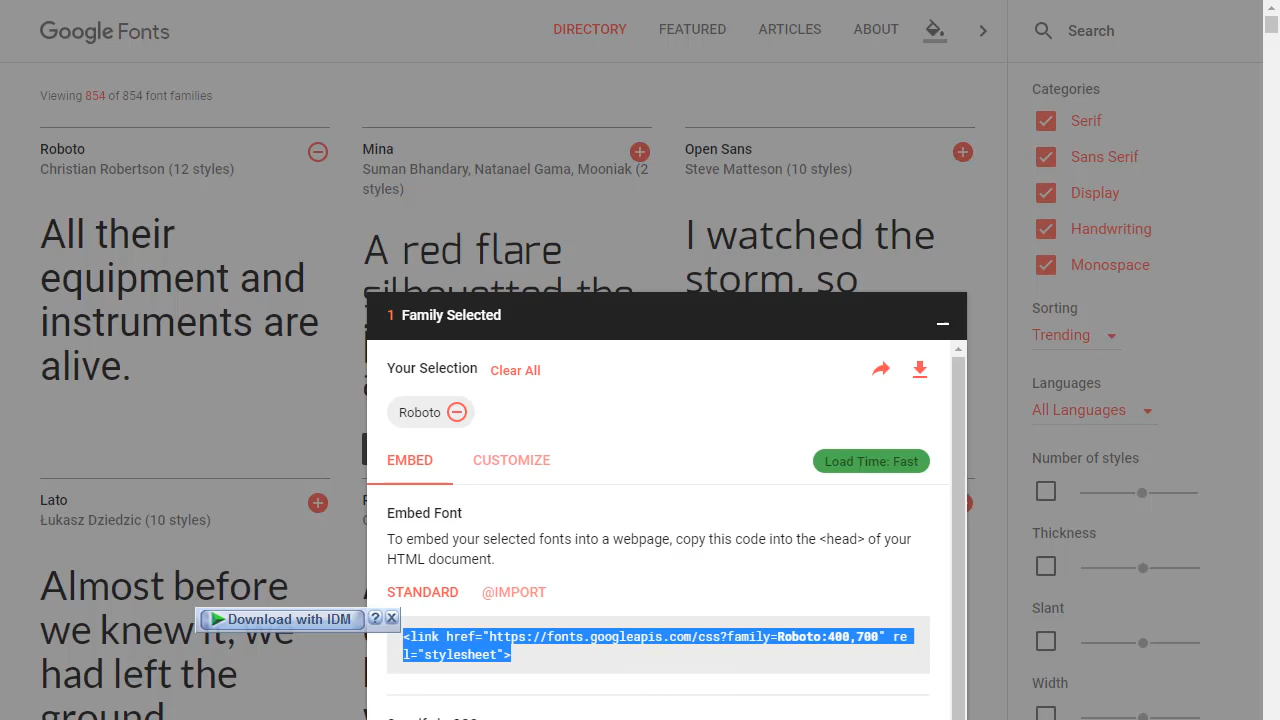 Google Fonts
DIRECTORY
FEATURED
ARTICLES
ABOUT
Search
Viewing 854 of 854 font families
Roboto
Christian Robertson (12 styles)
All their
equipment and
instruments are
alive.
Mina
Suman Bhandary, Natanael Gama, Mooniak (2
styles)
A red flare
silhouetted the
Open Sans
Steve Matteson (10 styles)
I watched the
storm, so
Lato
Łukasz Dziedzic (10 styles)
Almost before
we knew it, we
had left the
ground.
1 Family Selected
Your Selection
Clear All
Roboto
EMBED
CUSTOMIZE
Load Time: Fast
Embed Font
To embed your selected fonts into a webpage, copy this code into the <head> of your
HTML document.
STANDARD
@IMPORT
Download with IDM
?
X
<link href="https://fonts.googleapis.com/css?family=Roboto:400,700" re
l="stylesheet">
Categories
Serif
Sans Serif
Display
Handwriting
Monospace
Sorting
Trending
Languages
All Languages
Number of styles
Thickness
Slant
Width